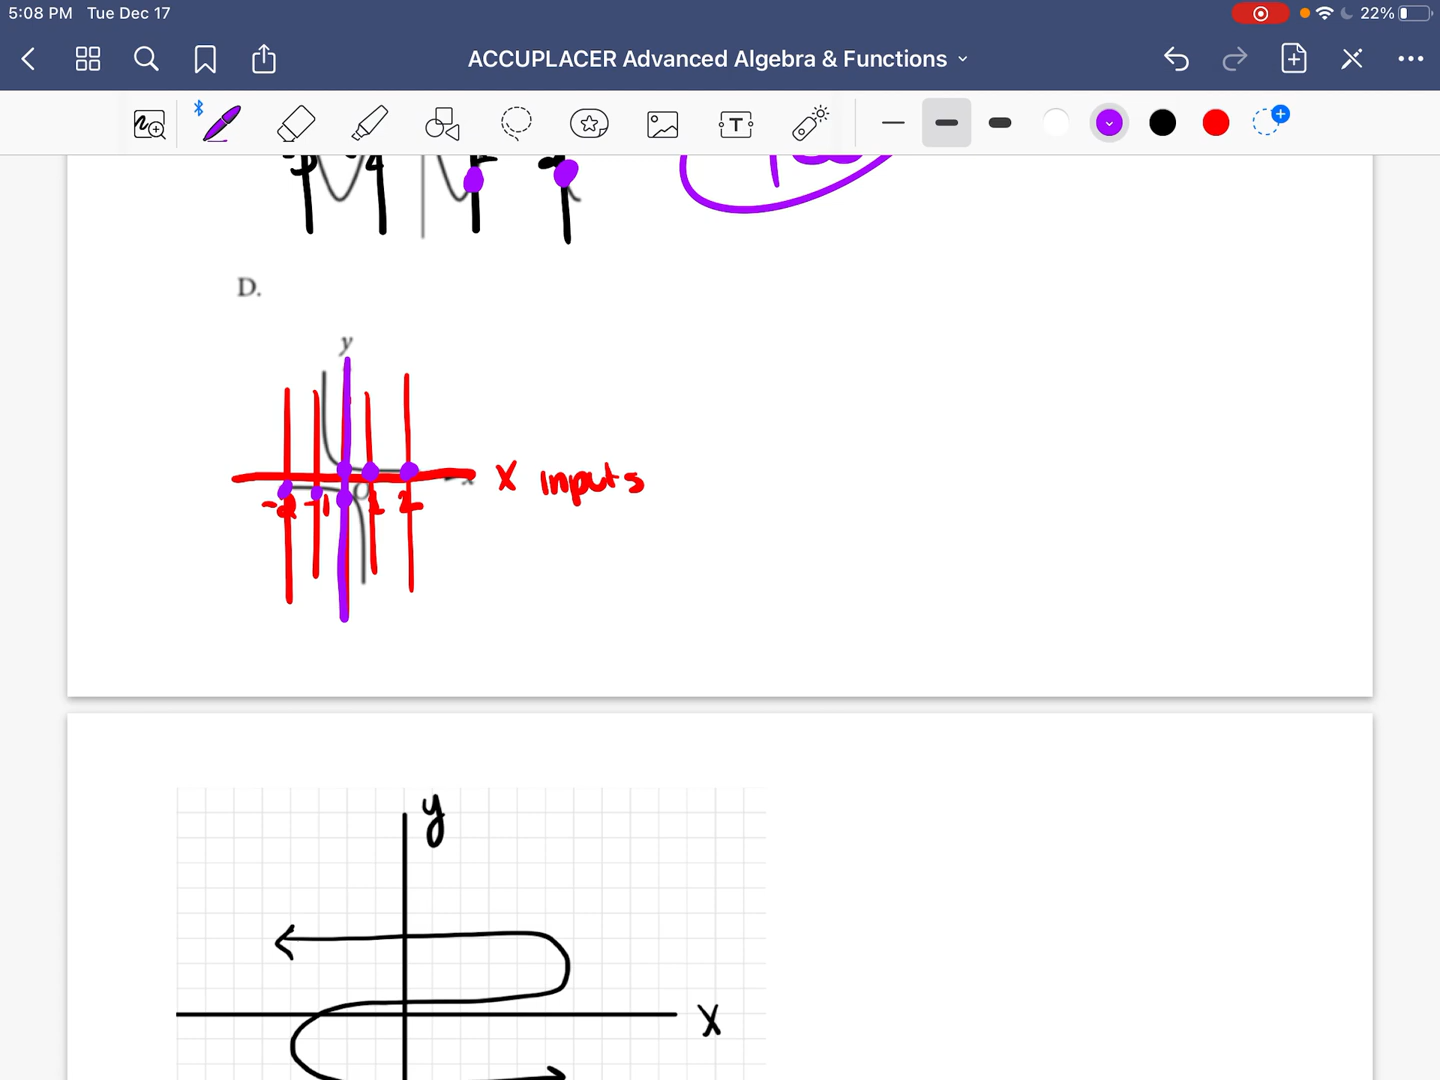 5:08 PM Tue Dec 17
22%
ACCUPLACER Advanced Algebra & Functions
T
D.
y
x
X inputs
-2 -1 O 1 2
y
X